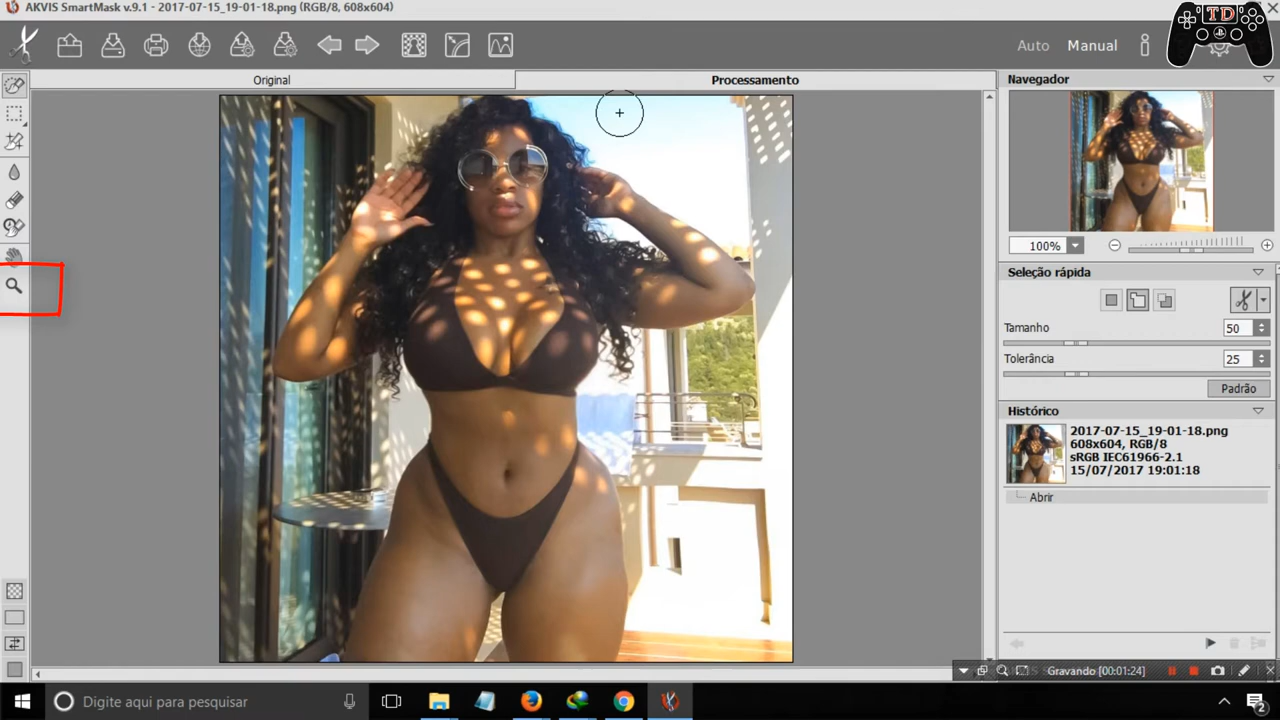 AKVIS SmartMask v.9.1 - 2017-07-15_19-01-18.png (RGB/8, 608x604)
TD
Auto Manual
Original
Processamento
Navegador
100%
Seleção rápida
Tamanho 50
Tolerância 25
Padrão
Histórico
2017-07-15_19-01-18.png
608x604, RGB/8
sRGB IEC61966-2.1
15/07/2017 19:01:18
Abrir
Gravando [00:01:24]
Digite aqui para pesquisar
2